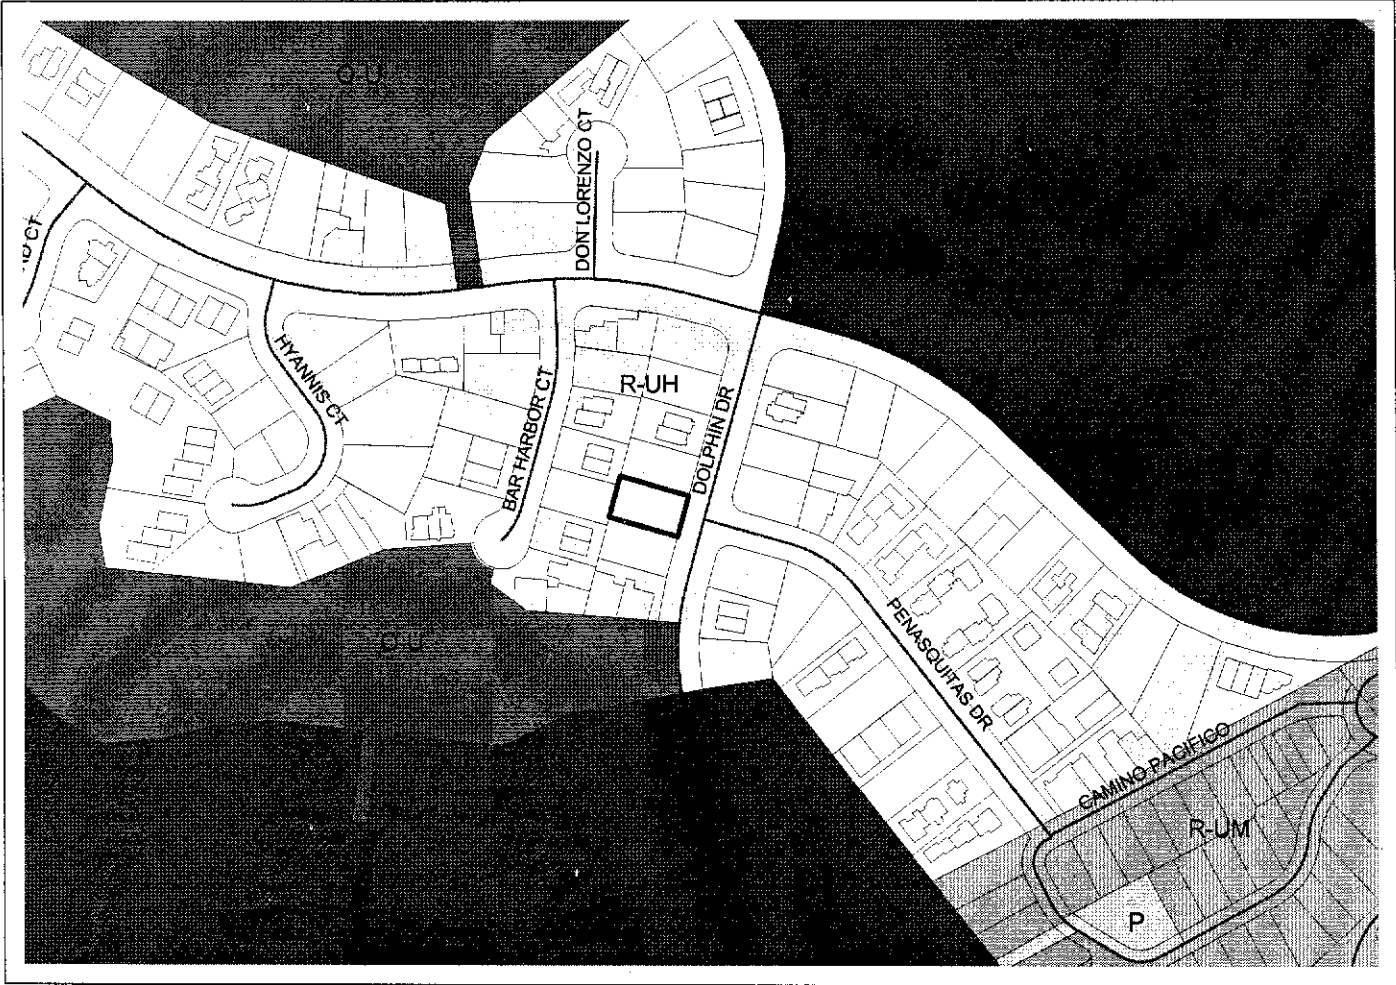 O U
DON LORENZO CT
HYANNIS CT
BAR HARBOR CT
R-UH
DOLPHIN DR
O U
PENASQUITAS DR
CAMINO PACIFICO
R-UM
P